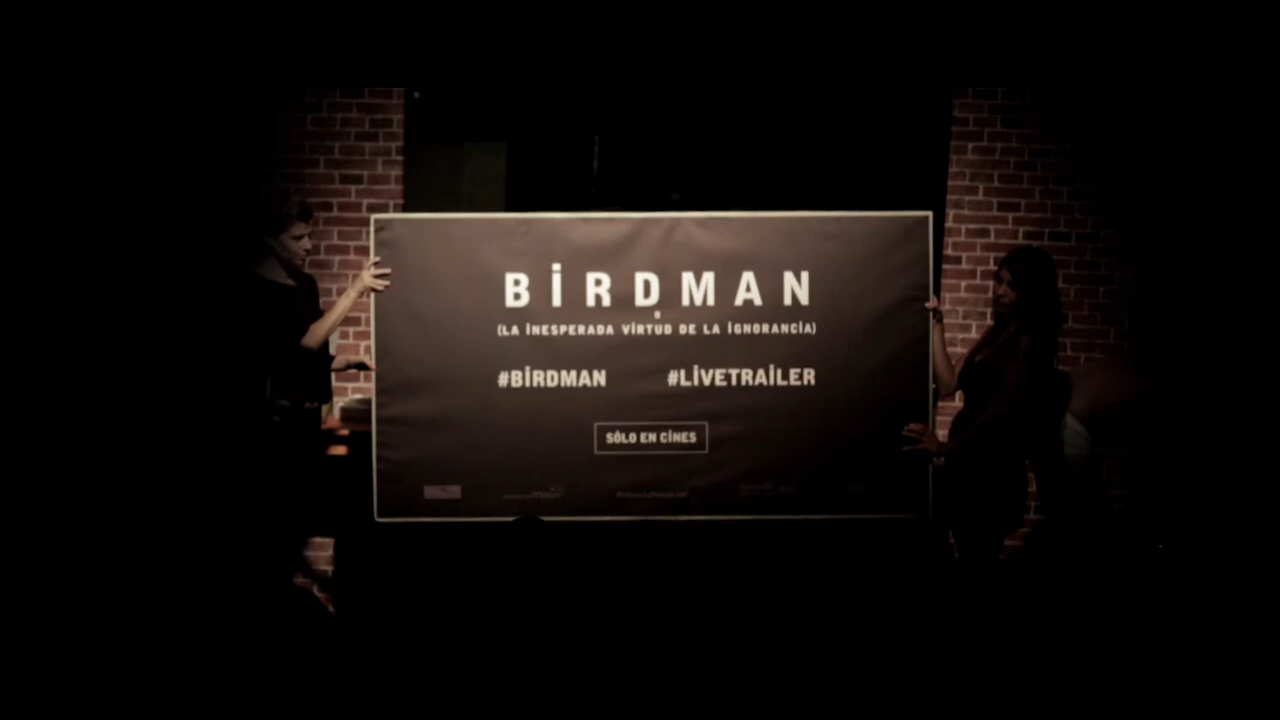 BİRDMAN
o
(LA İNESPERADA VİRTUD DE LA İGNORANCİA)
#BİRDMAN #LİVETRAİLER
SÓLO EN CİNES